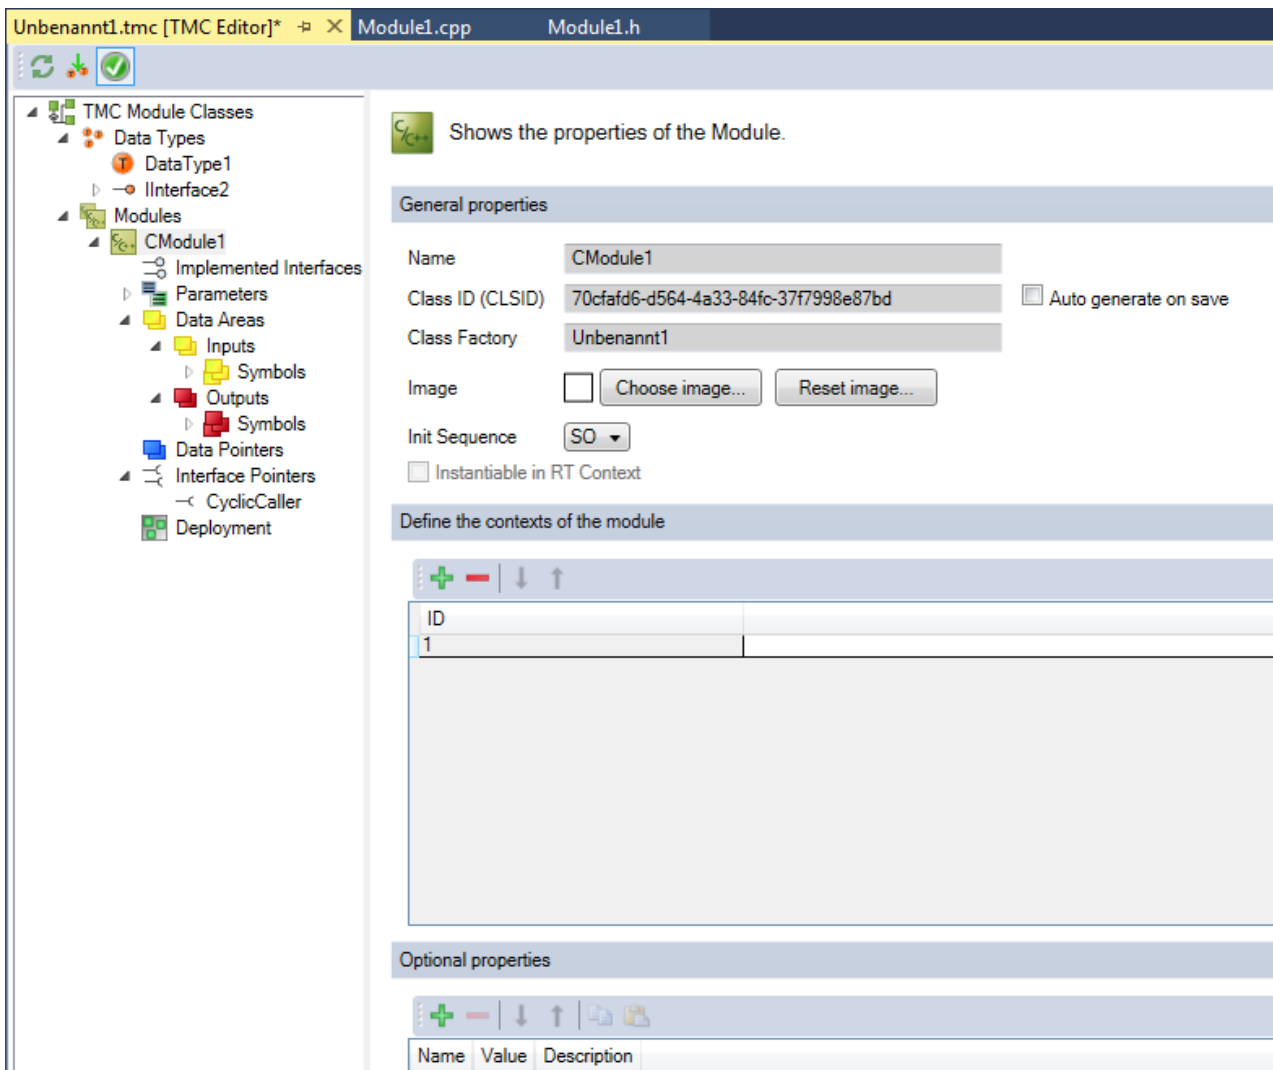 Unbenannt1.tmc [TMC Editor]* Module1.cpp Module1.h
TMC Module Classes
Data Types
DataType1
IInterface2
Modules
CModule1
Implemented Interfaces
Parameters
Data Areas
Inputs
Symbols
Outputs
Symbols
Data Pointers
Interface Pointers
CyclicCaller
Deployment
C/C++ Shows the properties of the Module.
General properties
Name CModule1
Class ID (CLSID) 70cfafd6-d564-4a33-84fc-37f7998e87bd Auto generate on save
Class Factory Unbenannt1
Image Choose image... Reset image...
Init Sequence SO
Instantiable in RT Context
Define the contexts of the module
ID
1
Optional properties
Name Value Description